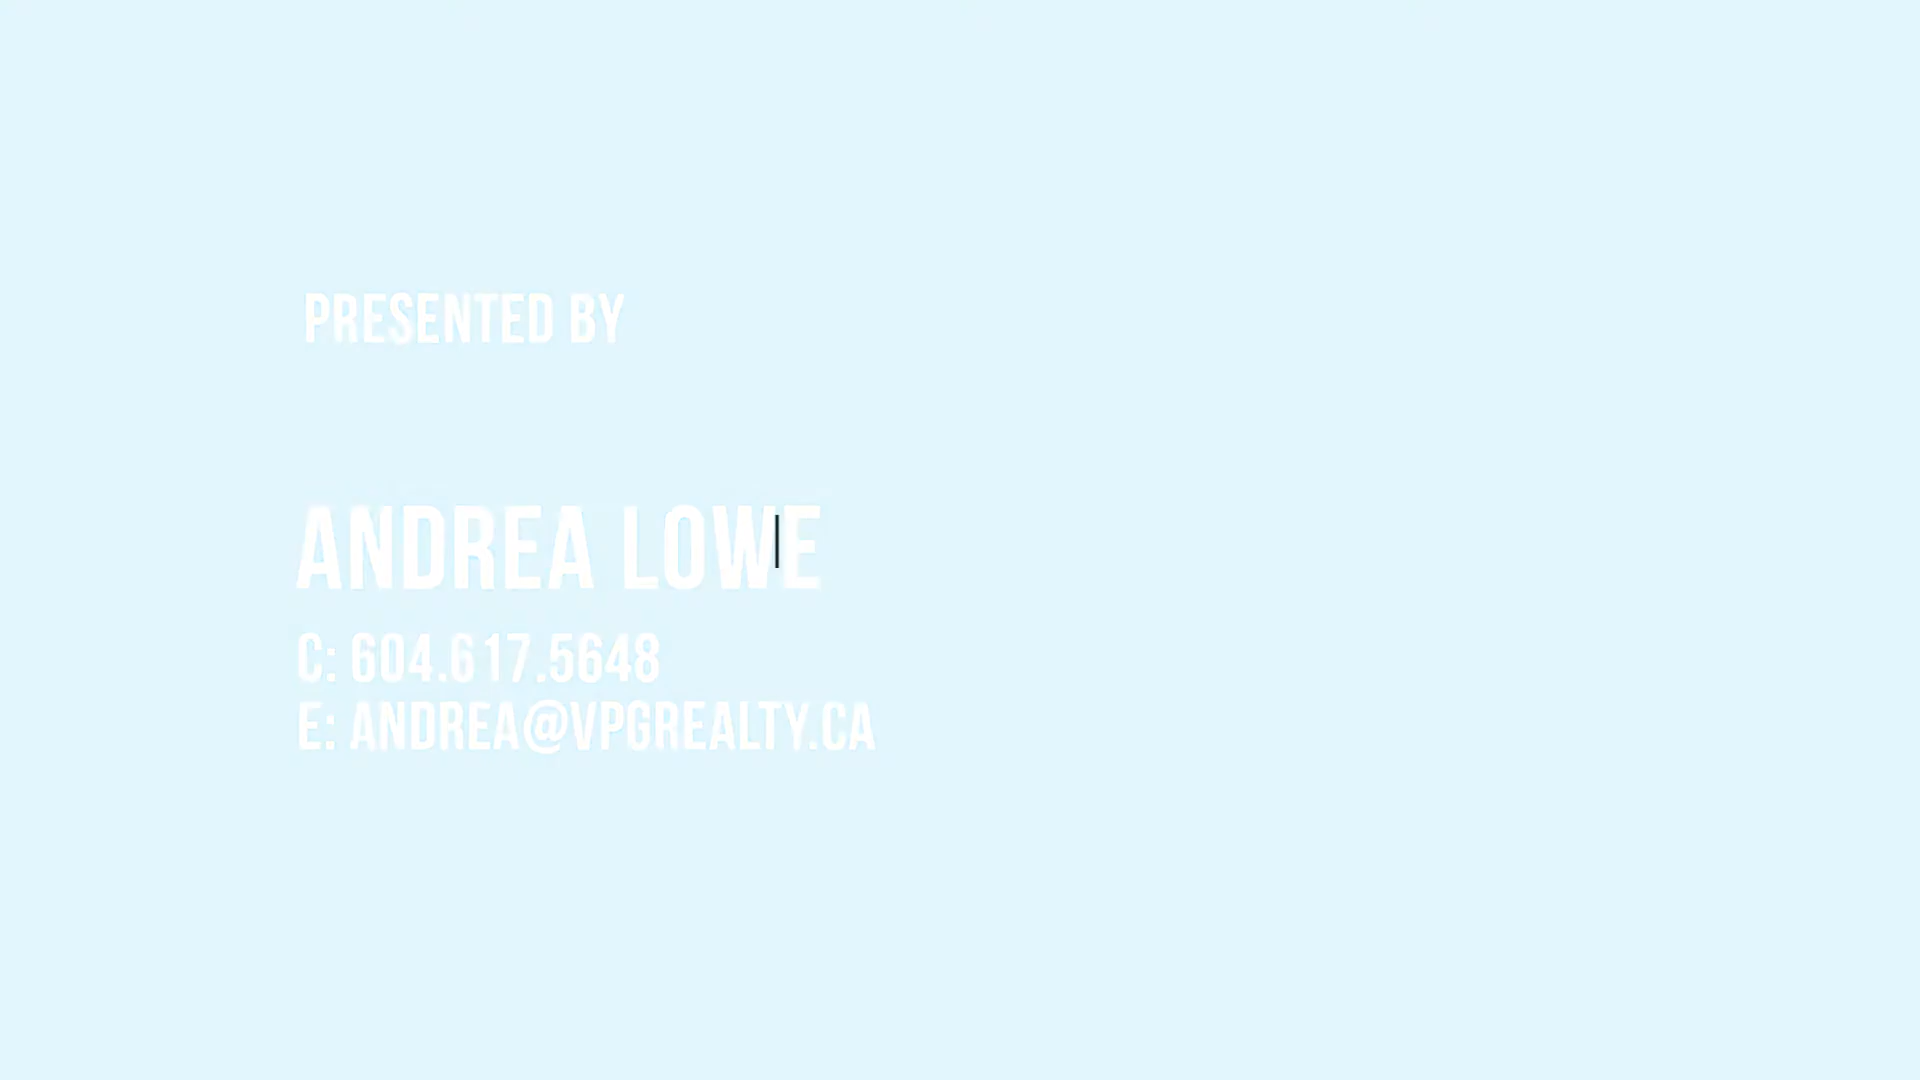 PRESENTED BY
ANDREA LOWE
C: 604.617.5648
E: ANDREA@VPGREALTY.CA